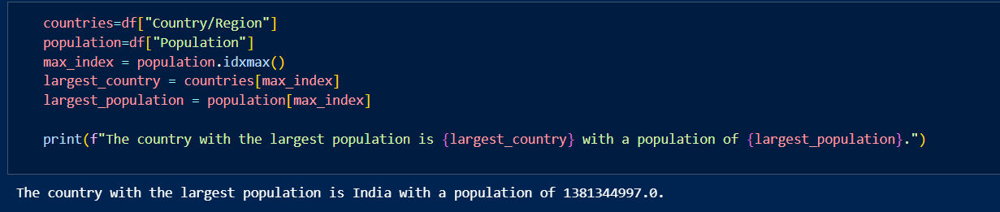 countries=df["Country/Region"]
population=df["Population"]
max_index = population.idxmax()
largest_country = countries[max_index]
largest_population = population[max_index]
print(f"The country with the largest population is {largest_country} with a population of {largest_population}.")
The country with the largest population is India with a population of 1381344997.0.